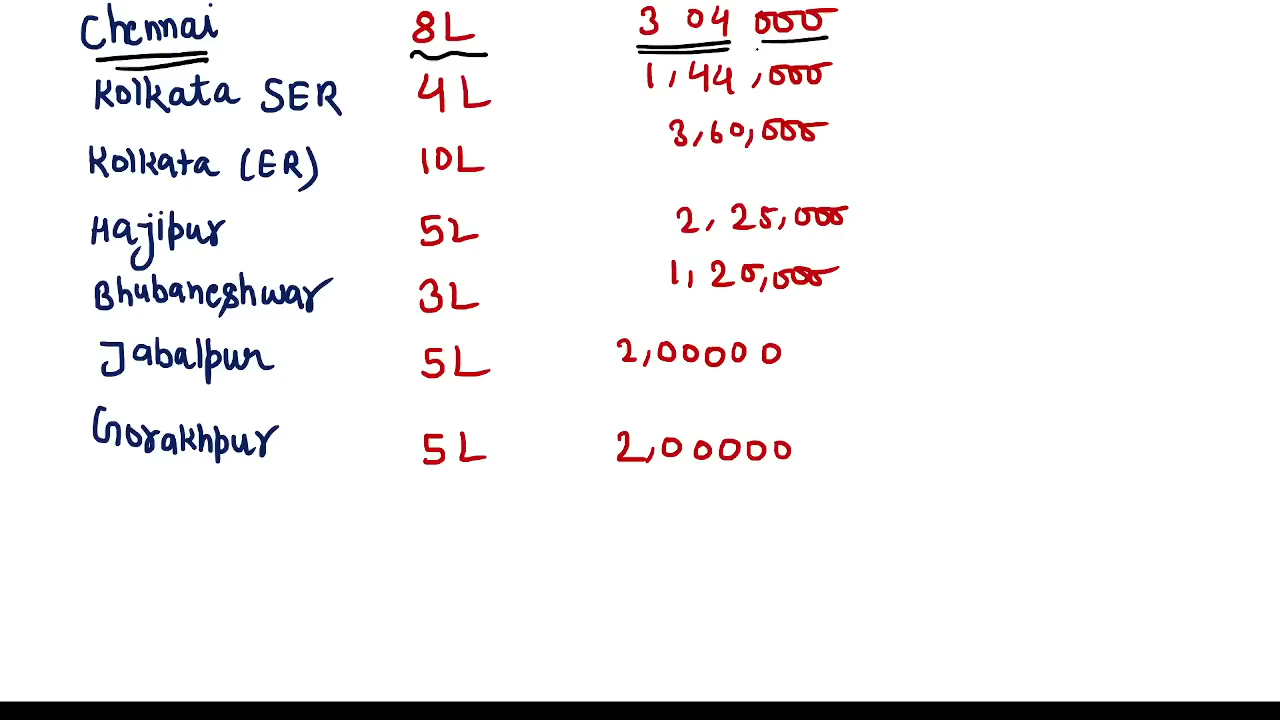 Chennai 8L 3 04 000
Kolkata SER 4 L 1,44,000
Kolkata (ER) 10L 3,60,000
Hajipur 5L 2,25,000
Bhubaneshwar 3L 1,20,000
Jabalpur 5L 2,00000
Gorakhpur 5L 2,00000